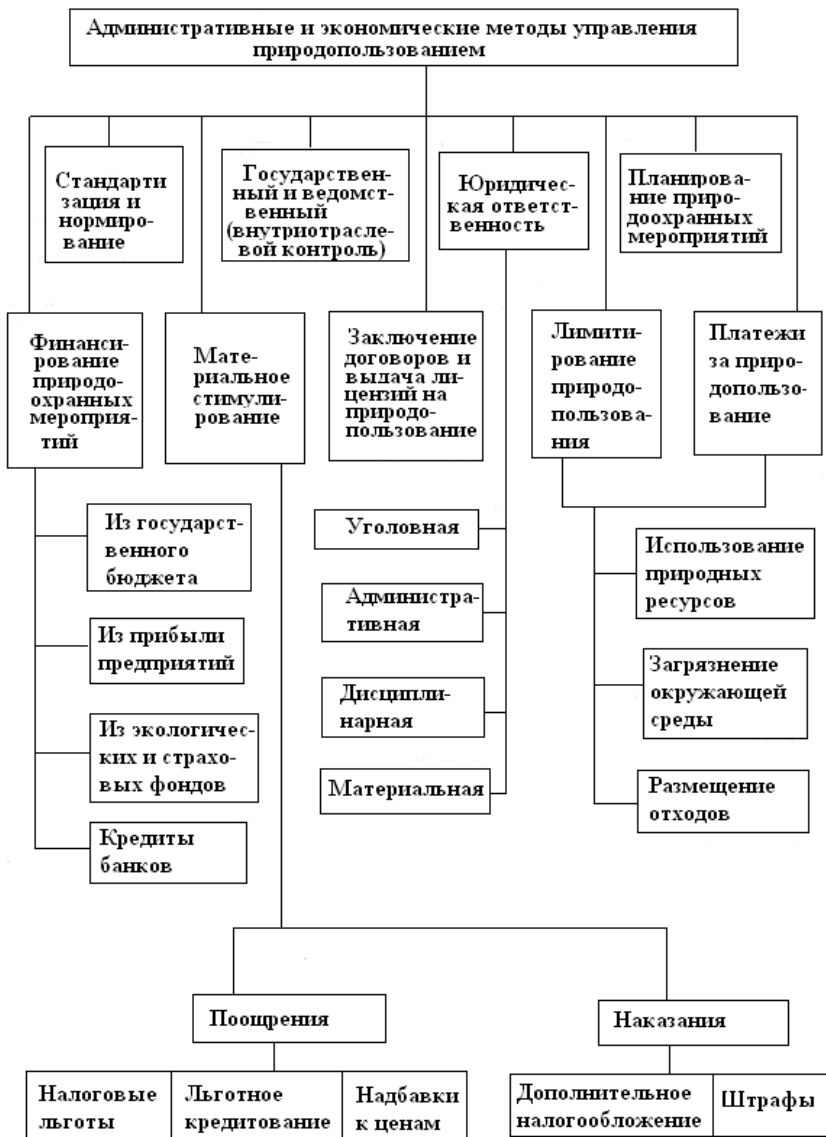 Административные и экономические методы управления
природопользованием
Стандарти
зация и
нормиро-
вание
Государствен-
ный и ведомст-
венный
(внутриотрасле-
вой контроль)
Юридичес-
кая ответст-
венность
Планирова-
ние природ-
доохранных
мероприятий
Финанси-
рование
природо-
охранных
мероприя-
тий
Мате-
риальное
стимули-
рование
Заключение
договоров и
выдача ли-
цензий на
природо-
пользование
Лимити-
рование
природо-
пользова-
ния
Платежи
за приро-
допользо-
вание
Из государст-
венного
бюджета
Из прибыли
предприятий
Из экологичес-
ких и страхо-
вых фондов
Кредиты
банков
Уголовная
Администра-
тивная
Дисципли-
нарная
Материальная
Использование
природных
ресурсов
Загрязнение
окружающей
среды
Размещение
отходов
Поощрения
Наказания
Налоговые
льготы
Льготное
кредитование
Надбавки
к ценам
Дополнительное
налогообложение
Штрафы